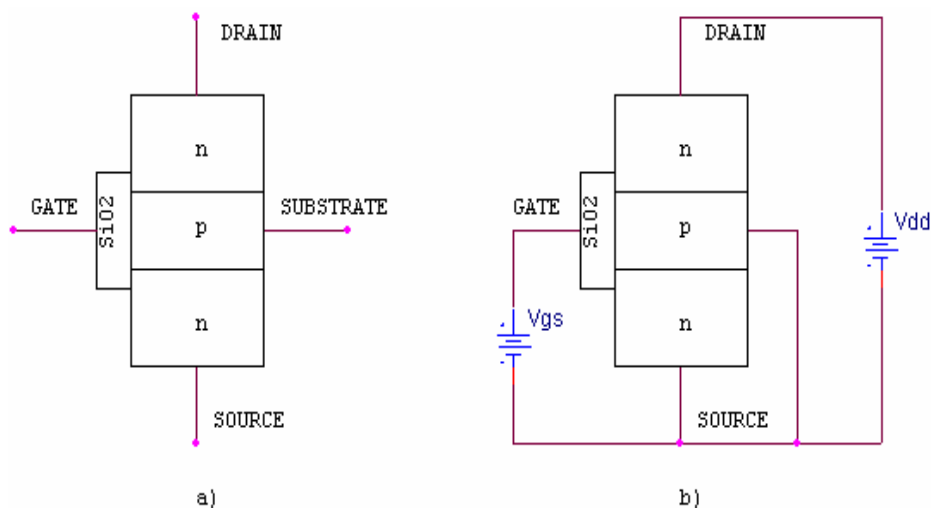 DRAIN
n
GATE
SiO2
p
SUBSTRATE
n
SOURCE
a)
DRAIN
n
GATE
SiO2
p
Vdd
Vgs
n
SOURCE
b)